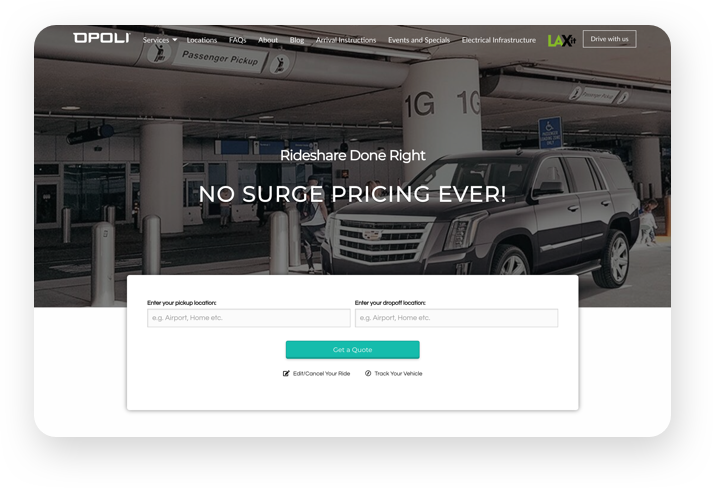 OPOLI Services Locations FAQs About Blog Arrival Instructions Events and Specials Electrical Infrastructure LAXit Drive with us
Passenger Pickup
Passenger Pickup
1G 1G
Rideshare Done Right
NO SURGE PRICING EVER!
Enter your pickup location: Enter your dropoff location:
e.g. Airport, Home etc. e.g. Airport, Home etc.
Get a Quote
Edit/Cancel Your Ride Track Your Vehicle